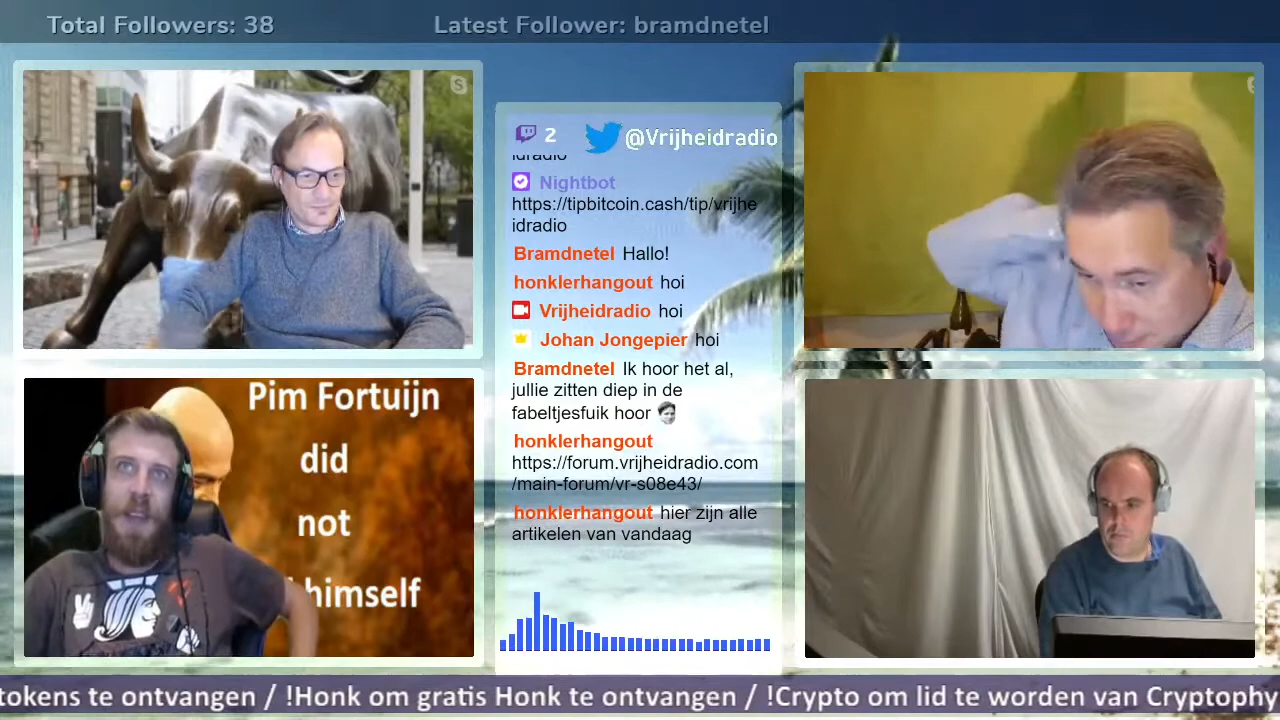 Total Followers: 38
Latest Follower: bramdnetel
2
@Vrijheidradio
idradio
Nightbot
https://tipbitcoin.cash/tip/vrijhe
idradio
Bramdnetel Hallo!
honklerhangout hoi
Vrijheidradio hoi
Johan Jongepier hoi
Bramdnetel Ik hoor het al,
jullie zitten diep in de
fabeltjesfuik hoor
honklerhangout
https://forum.vrijheidradio.com
/main-forum/vr-s08e43/
honklerhangout hier zijn alle
artikelen van vandaag
Pim Fortuijn
did
not
himself
tokens te ontvangen / !Honk om gratis Honk te ontvangen / !Crypto om lid te worden van Cryptophy